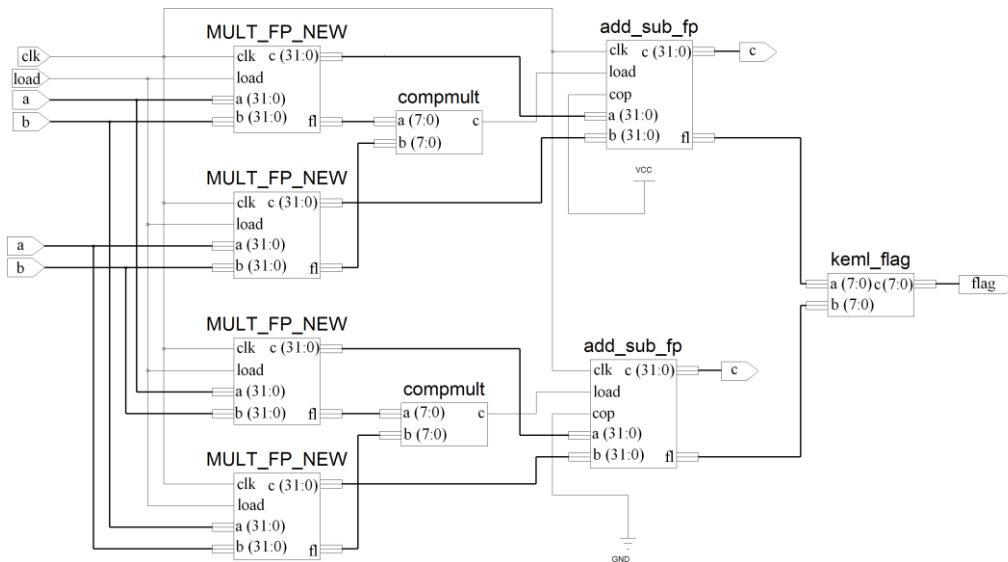 MULT_FP_NEW
clk
load
a
b
clk c (31:0)
load
a (31:0)
b (31:0) fl
compmult
a (7:0) c
b (7:0)
add_sub_fp
clk c (31:0)
load
cop
a (31:0)
b (31:0) fl
c
VCC
MULT_FP_NEW
a
b
clk c (31:0)
load
a (31:0)
b (31:0) fl
keml_flag
a (7:0) c (7:0)
b (7:0)
flag
MULT_FP_NEW
clk c (31:0)
load
a (31:0)
b (31:0) fl
compmult
a (7:0) c
b (7:0)
add_sub_fp
clk c (31:0)
load
cop
a (31:0)
b (31:0) fl
c
MULT_FP_NEW
clk c (31:0)
load
a (31:0)
b (31:0) fl
GND